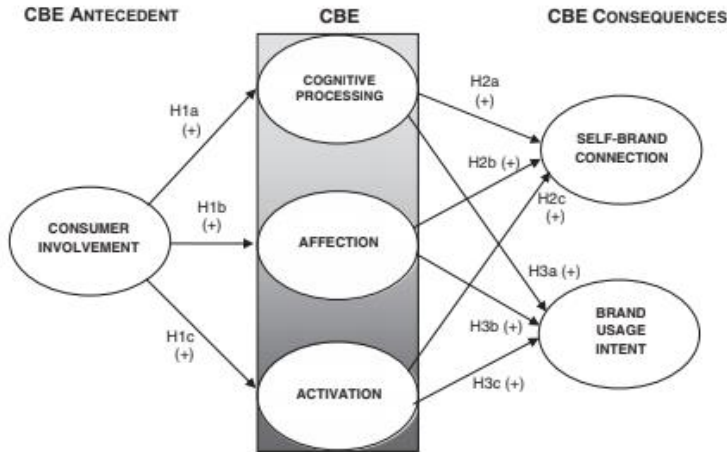 CBE ANTECEDENT
CBE
CBE CONSEQUENCES
COGNITIVE
PROCESSING
H1a
(+)
H2a
(+)
SELF-BRAND
CONNECTION
H2b (+)
H2c
(+)
CONSUMER
INVOLVEMENT
H1b
(+)
AFFECTION
H3a (+)
BRAND
USAGE
INTENT
H3b (+)
H1c
(+)
ACTIVATION
H3c (+)